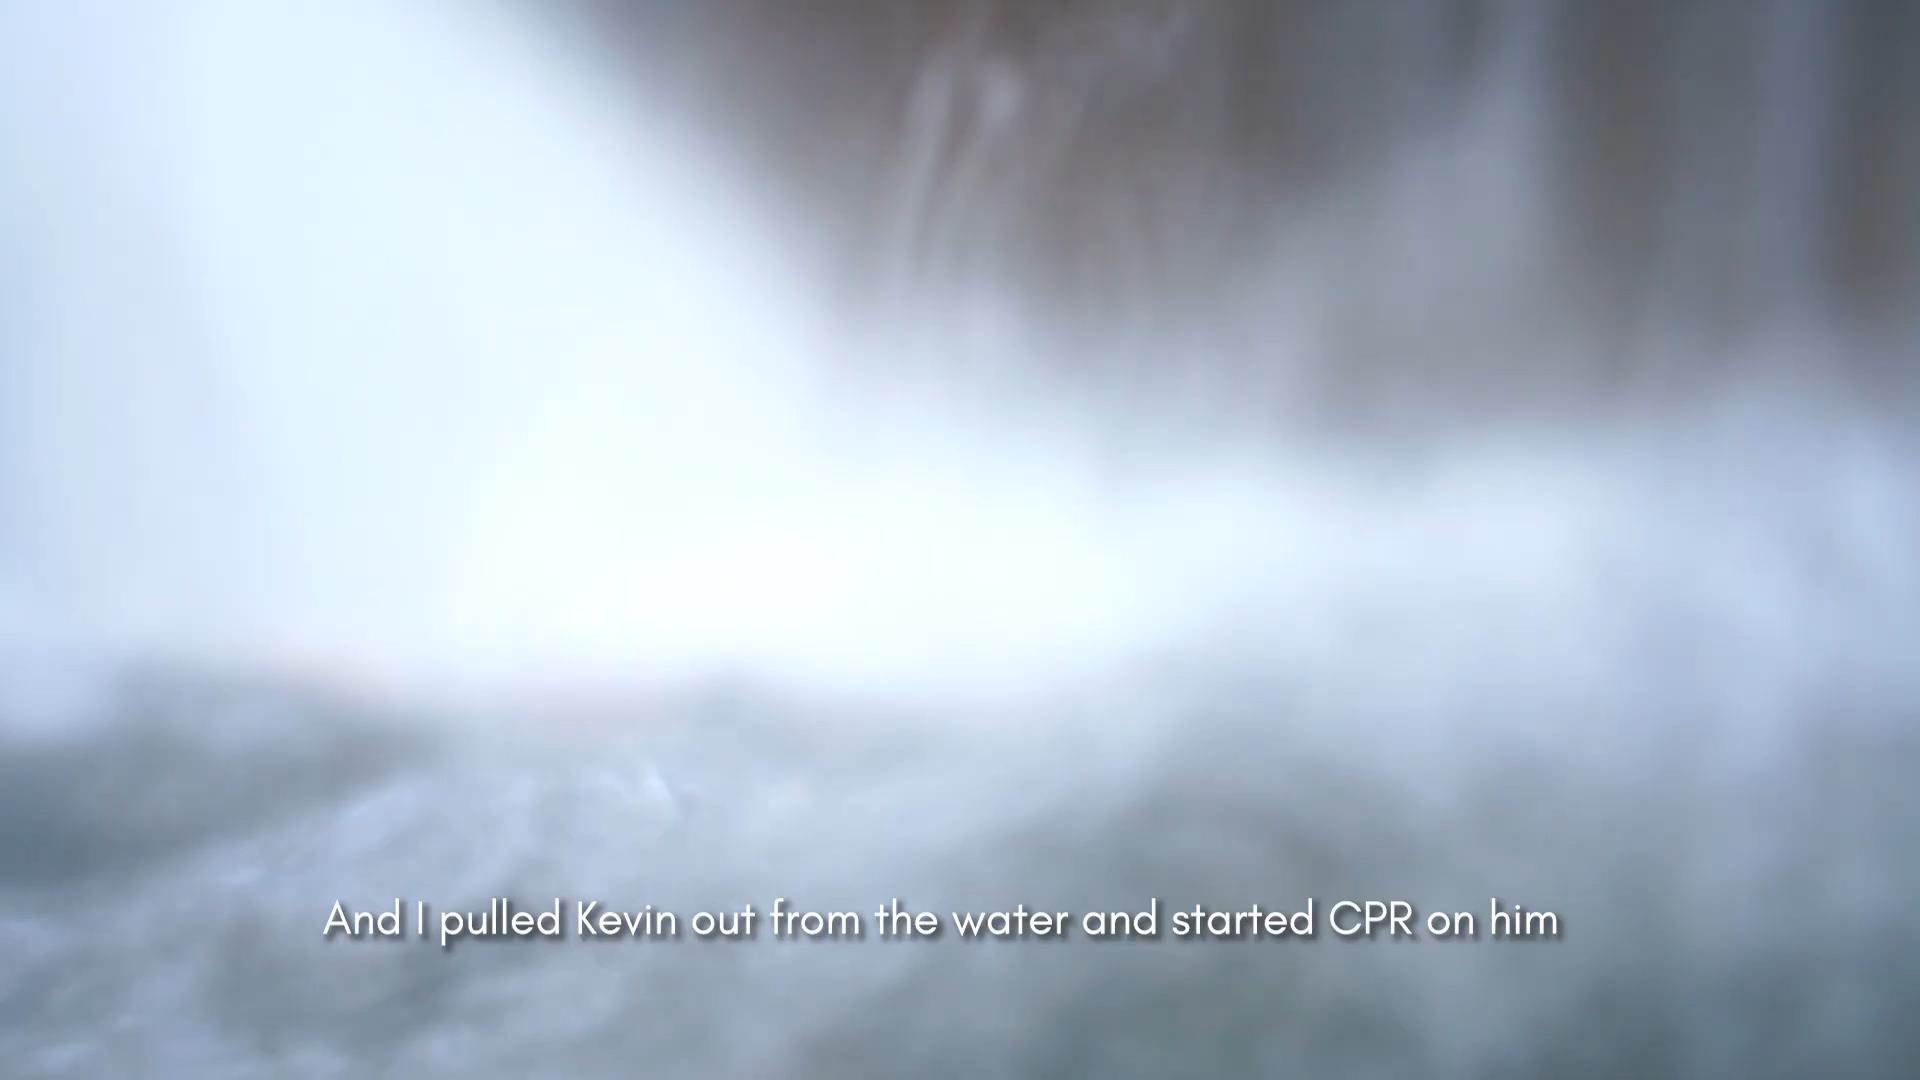 And I pulled Kevin out from the water and started CPR on him